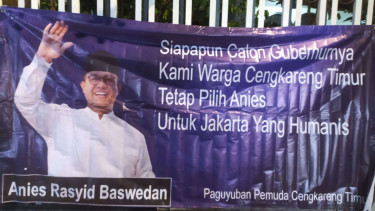 Siapapun Calon Gubernurnya
Kami Warga Cengkareng Timur
Tetap Pilih Anies
Untuk Jakarta Yang Humanis
Anies Rasyid Baswedan
Paguyuban Pemuda Cengkareng Timur